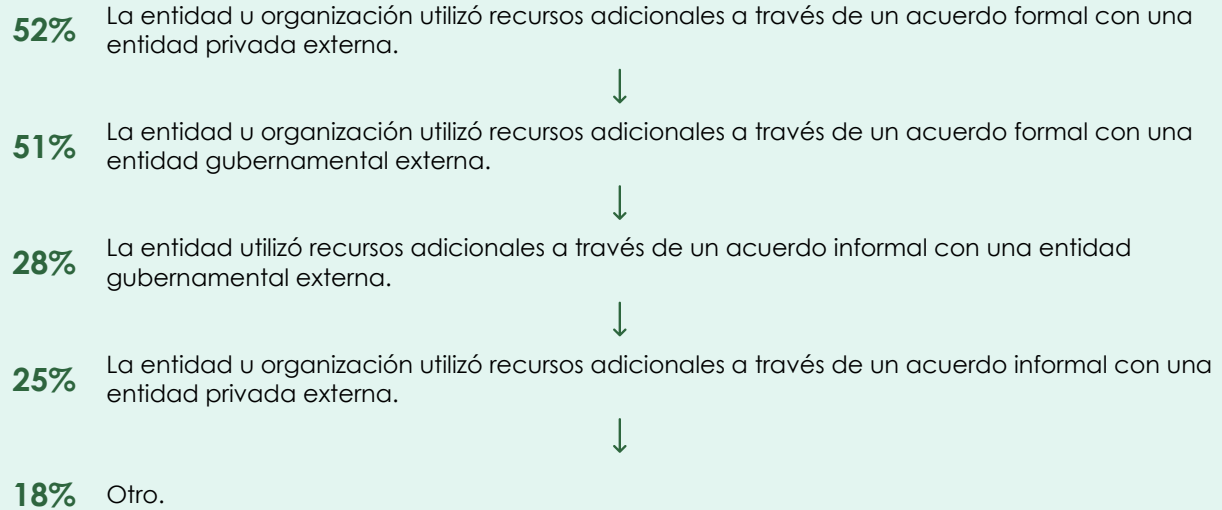 52% La entidad u organización utilizó recursos adicionales a través de un acuerdo formal con una
entidad privada externa.
51% La entidad u organización utilizó recursos adicionales a través de un acuerdo formal con una
entidad gubernamental externa.
28% La entidad utilizó recursos adicionales a través de un acuerdo informal con una entidad
gubernamental externa.
25% La entidad u organización utilizó recursos adicionales a través de un acuerdo informal con una
entidad privada externa.
18% Otro.